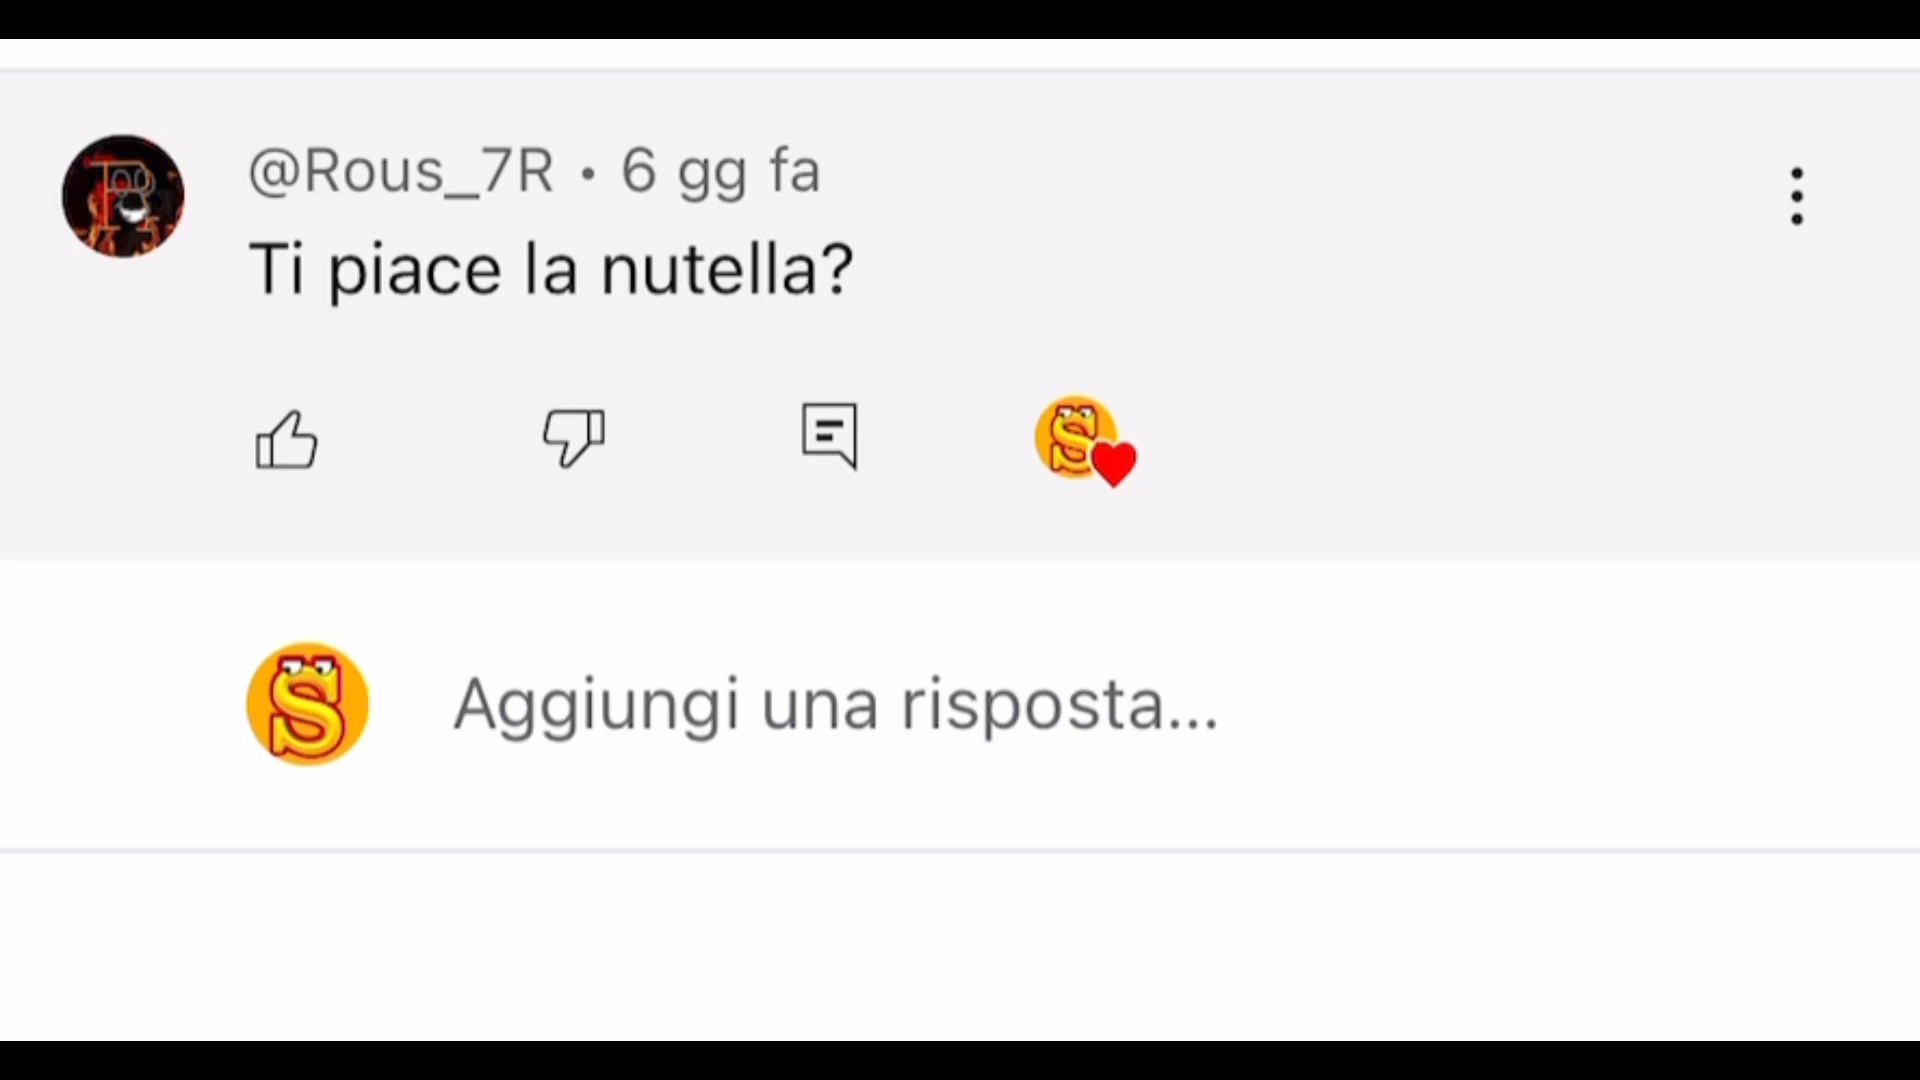 @Rous_7R • 6 gg fa
Ti piace la nutella?
Aggiungi una risposta...